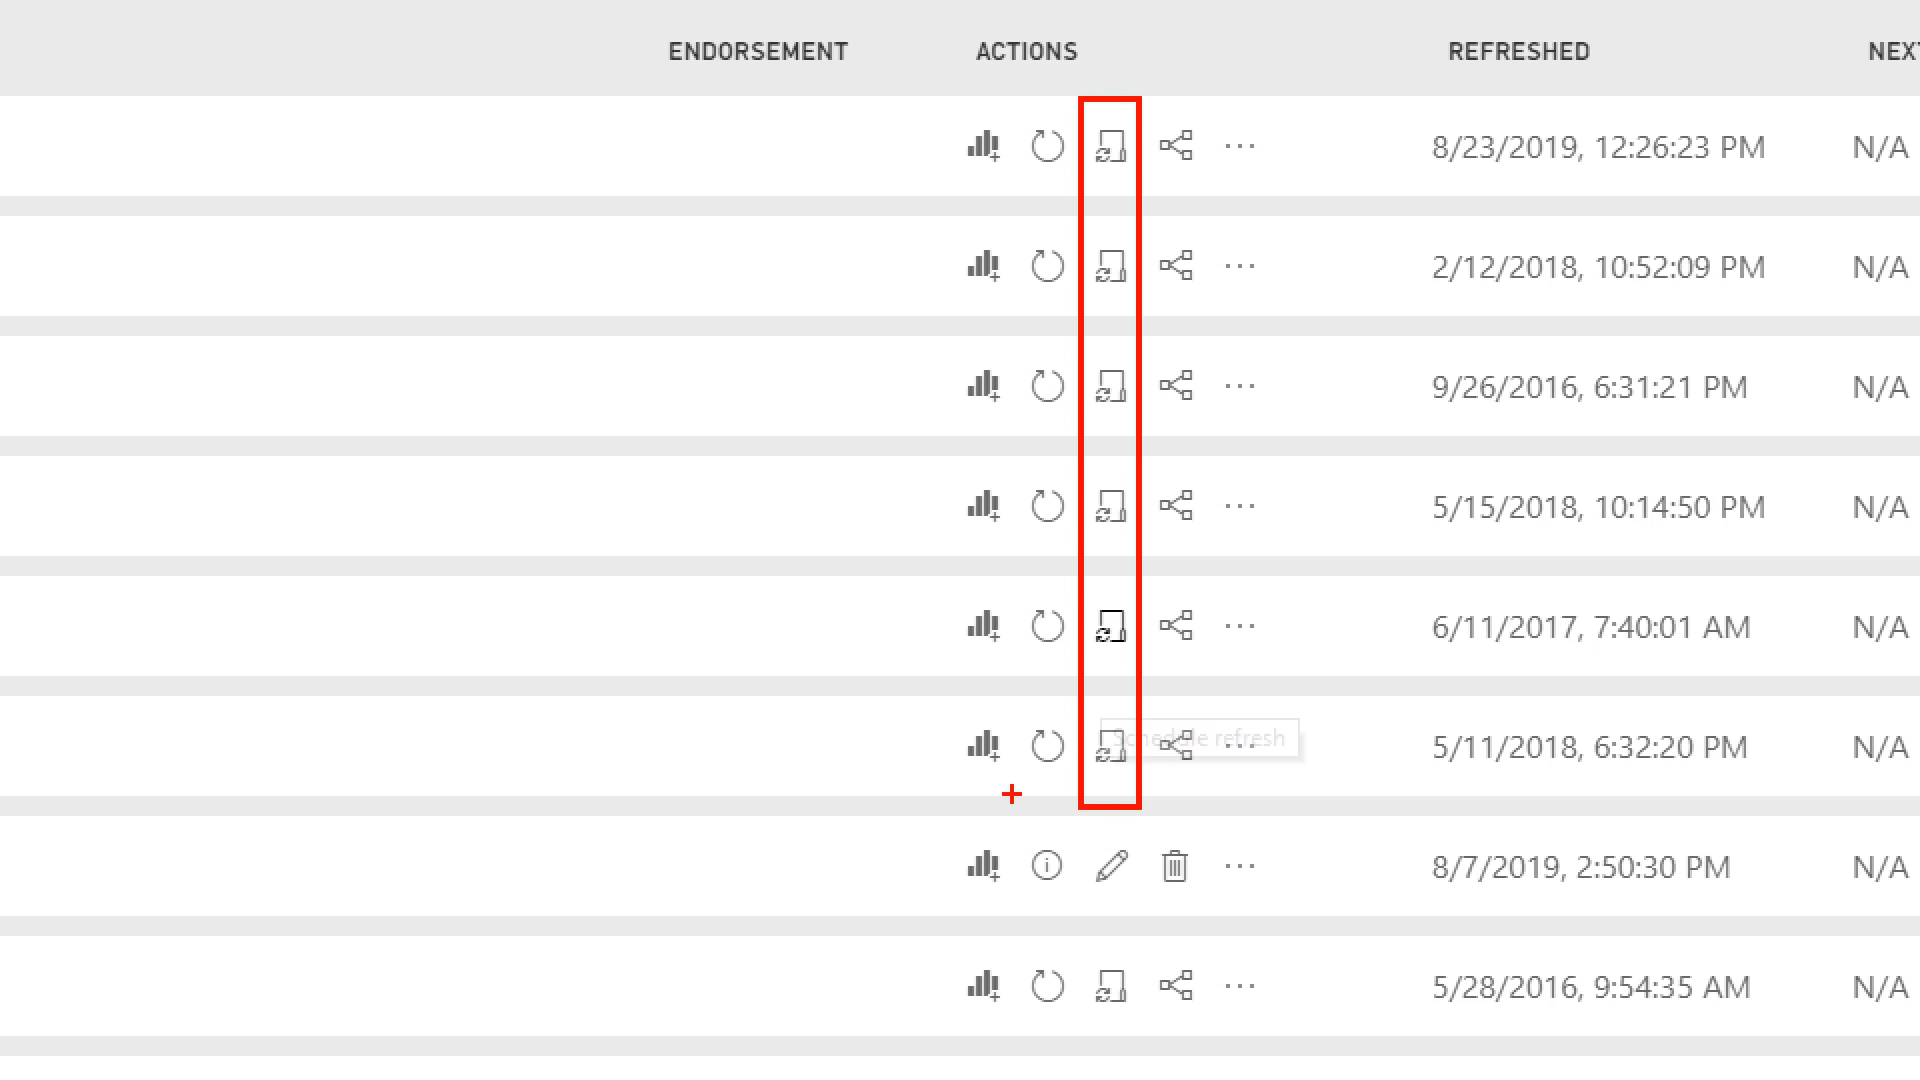 ENDORSEMENT ACTIONS REFRESHED NEXT
8/23/2019, 12:26:23 PM N/A
2/12/2018, 10:52:09 PM N/A
9/26/2016, 6:31:21 PM N/A
5/15/2018, 10:14:50 PM N/A
6/11/2017, 7:40:01 AM N/A
Schedule refresh
5/11/2018, 6:32:20 PM N/A
8/7/2019, 2:50:30 PM N/A
5/28/2016, 9:54:35 AM N/A